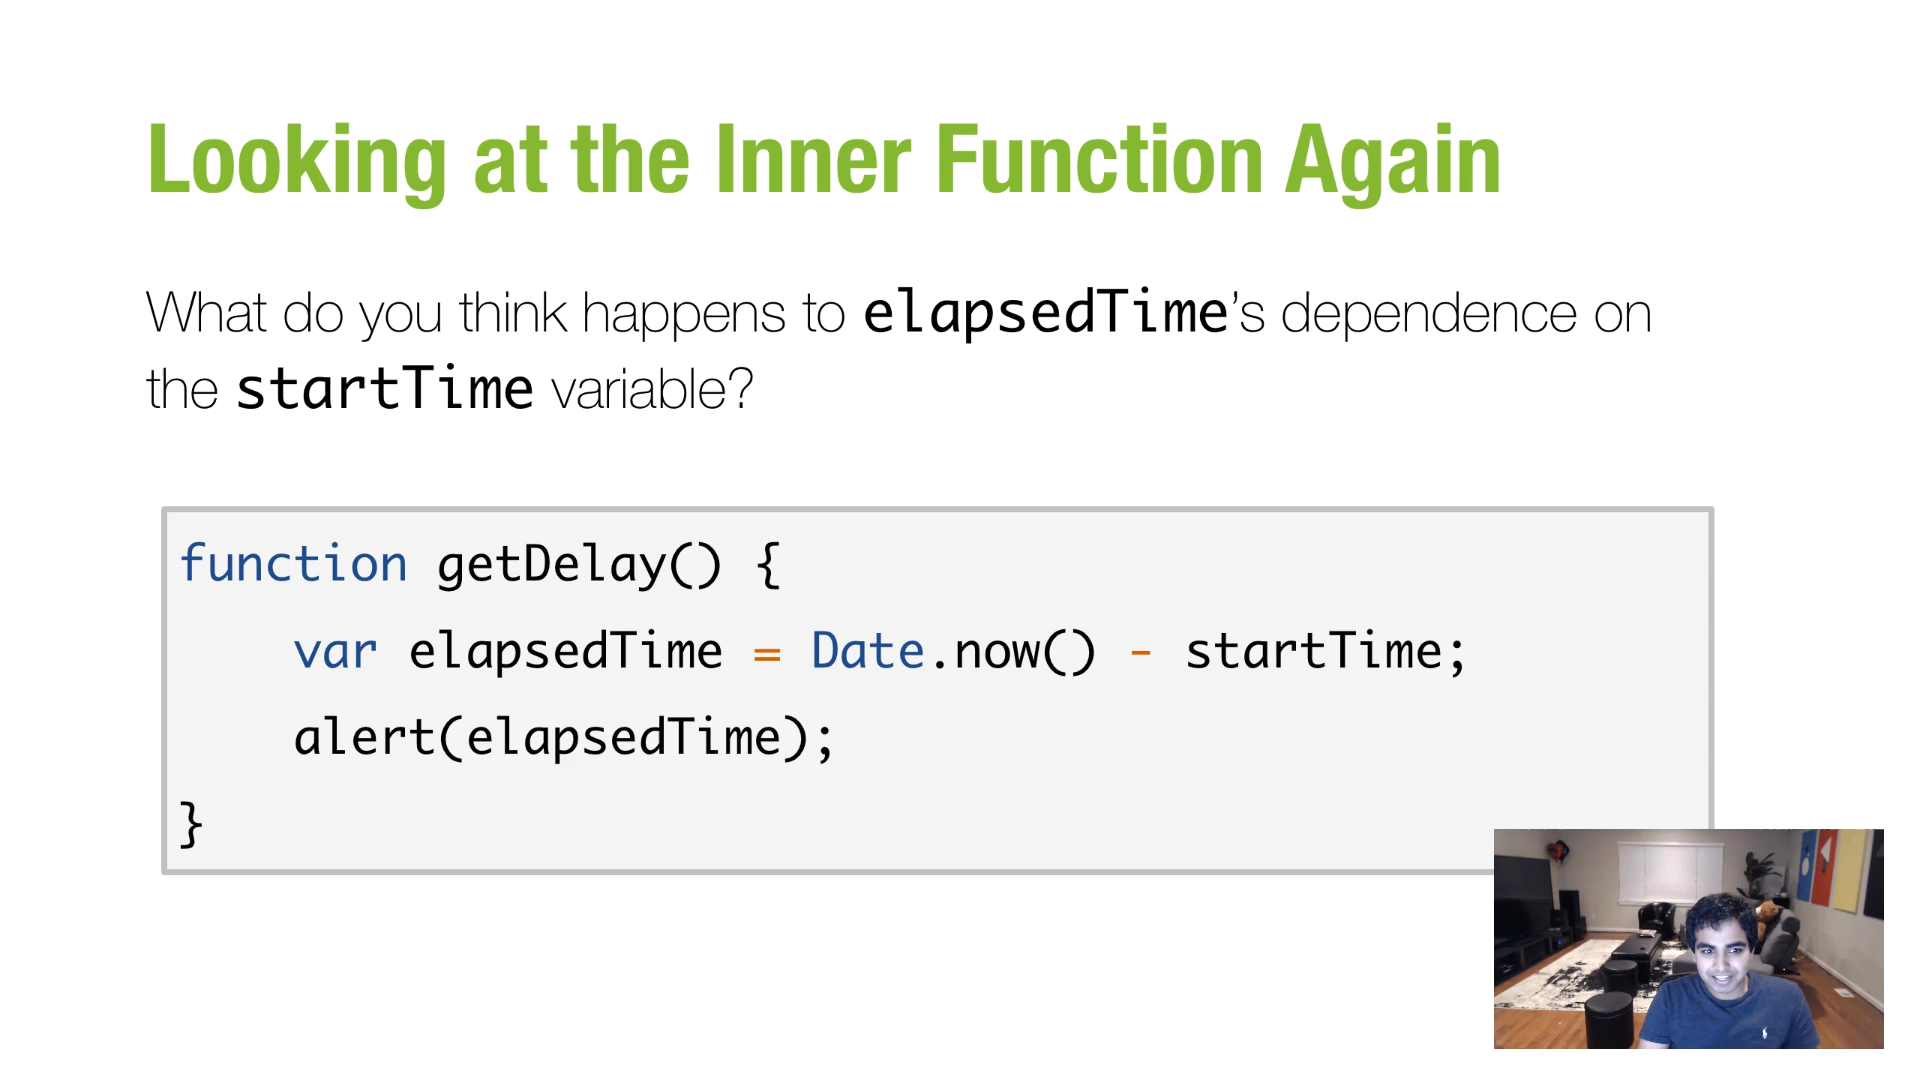 Looking at the Inner Function Again
What do you think happens to elapsedTime’s dependence on
the startTime variable?
function getDelay() {
    var elapsedTime = Date.now() - startTime;
    alert(elapsedTime);
}